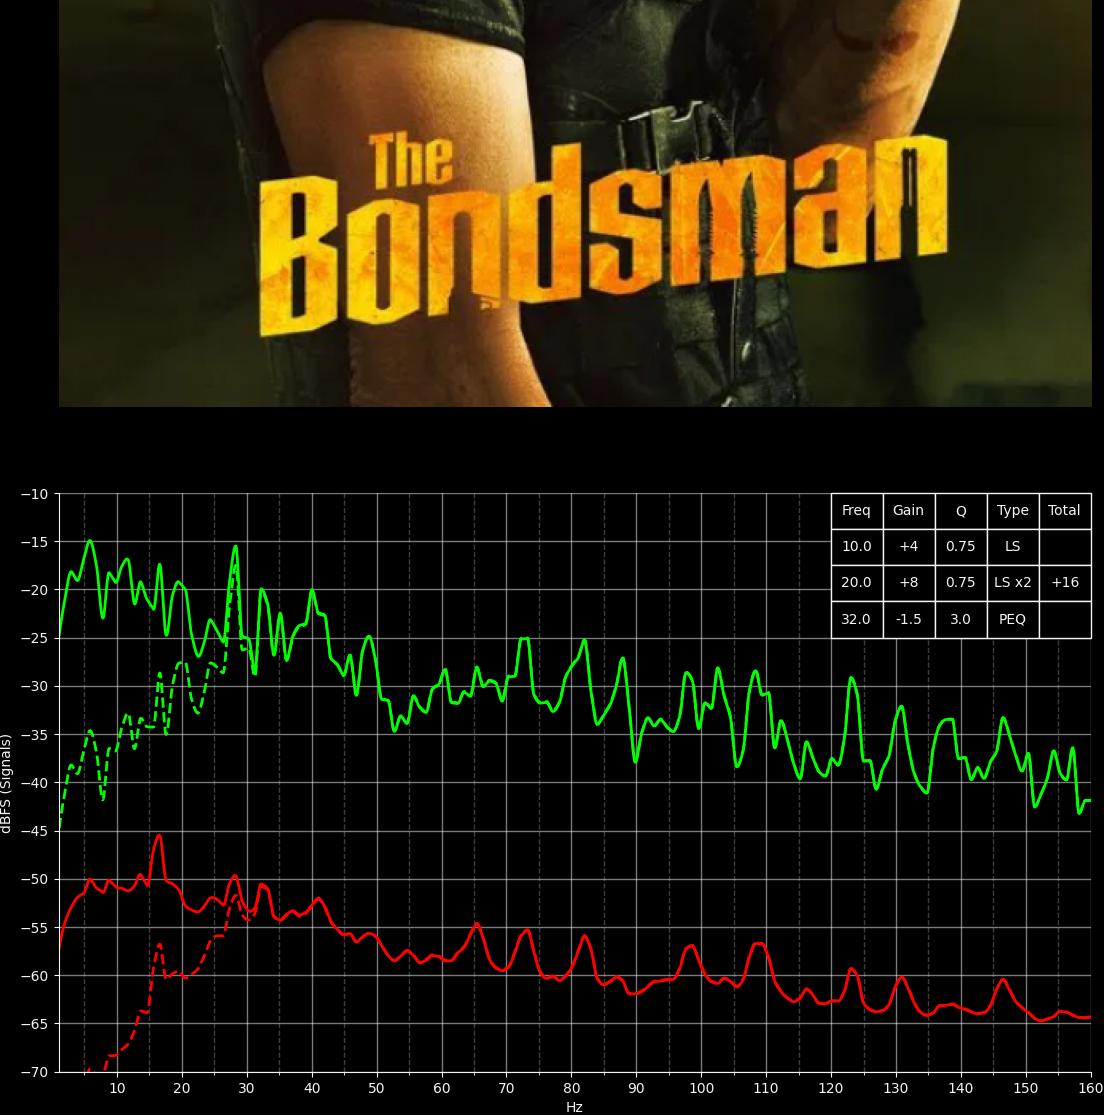 The
Bondsman
−10
−15
−20
−25
−30
−35
−40
−45
−50
−55
−60
−65
−70
dBFS (Signals)
Freq Gain Q Type Total
10.0 +4 0.75 LS
20.0 +8 0.75 LS x2 +16
32.0 -1.5 3.0 PEQ
10 20 30 40 50 60 70 80 90 100 110 120 130 140 150 160
Hz